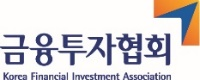 금융투자협회
Korea Financial Investment Association